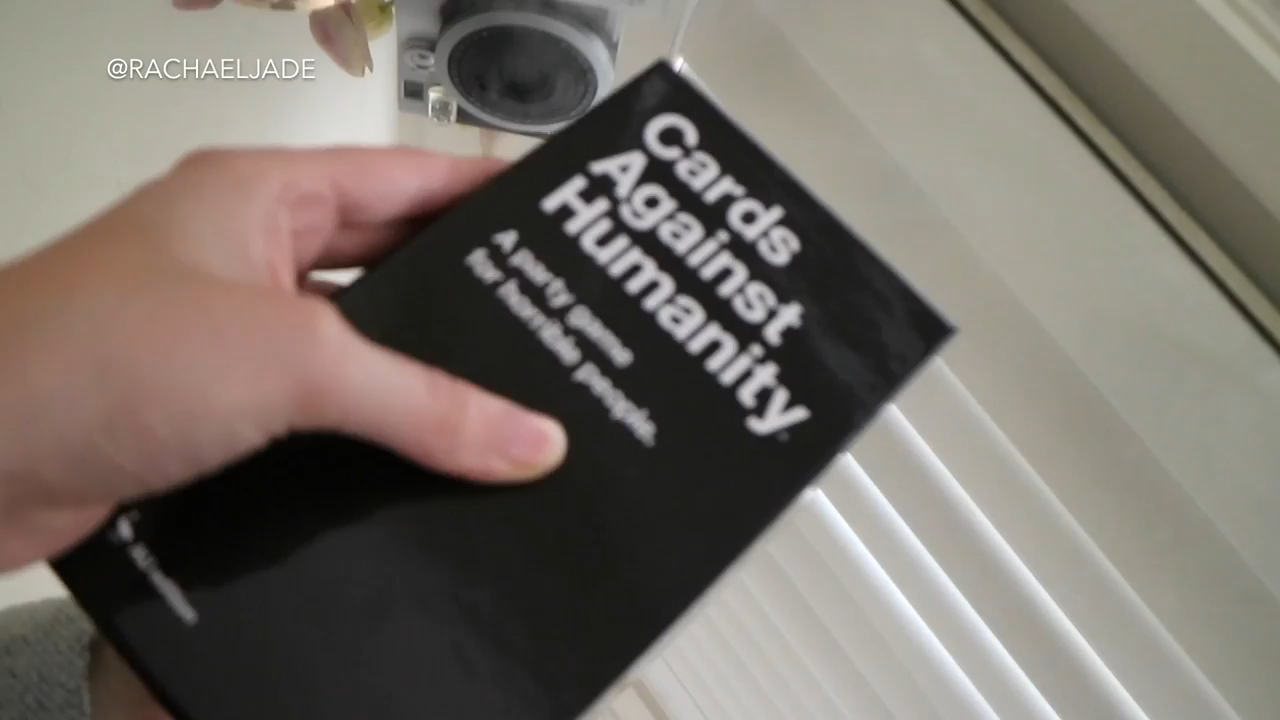 @RACHAELJADE
Cards
Against
Humanity
A party game
for horrible people.